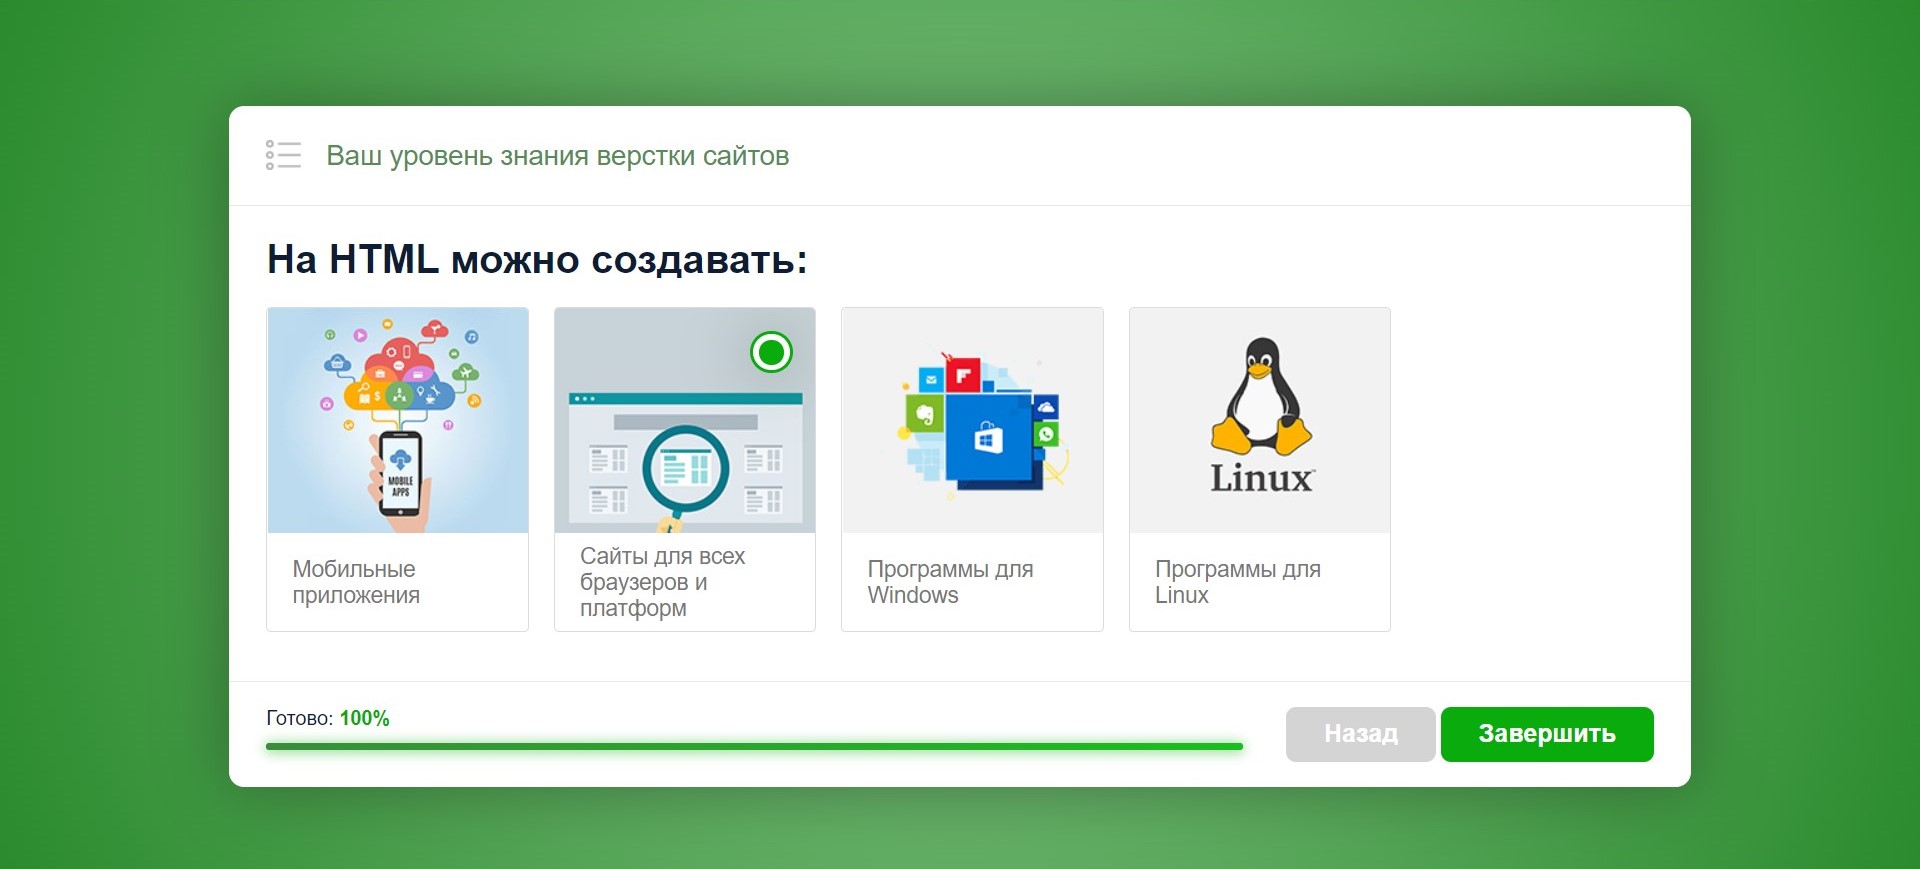 Ваш уровень знания верстки сайтов
На HTML можно создавать:
MOBILE
APPS
Linux™
Мобильные
приложения
Сайты для всех
браузеров и
платформ
Программы для
Windows
Программы для
Linux
Готово: 100%
Назад
Завершить